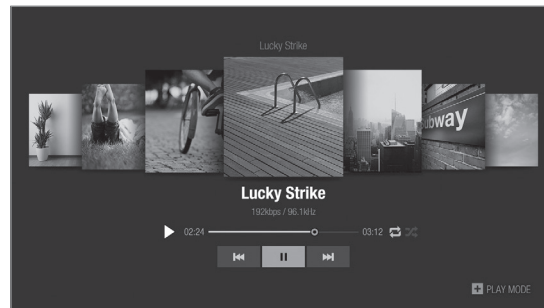 Lucky Strike
ubway
Lucky Strike
192kbps / 96.1kHz
02:24
03:12
PLAY MODE